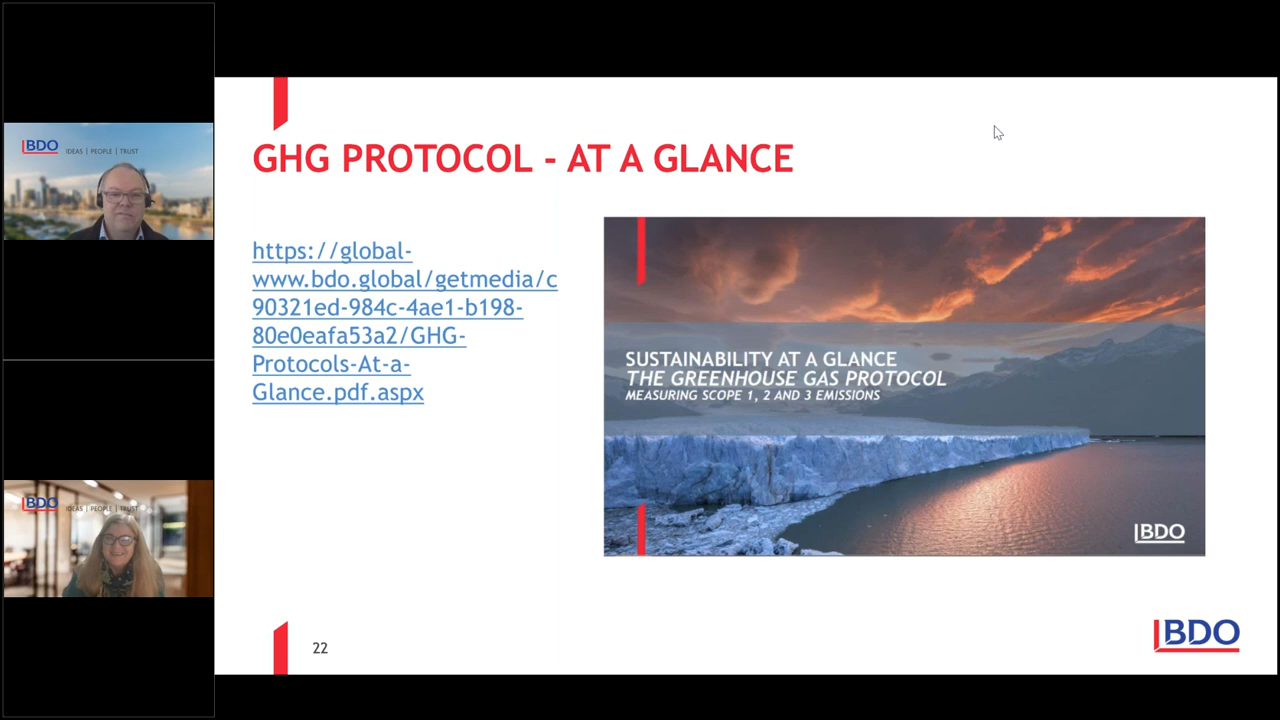 BDO
IDEAS | PEOPLE | TRUST
BDO
IDEAS | PEOPLE | TRUST
GHG PROTOCOL - AT A GLANCE
https://global-
www.bdo.global/getmedia/c
90321ed-984c-4ae1-b198-
80e0eafa53a2/GHG-
Protocols-At-a-
Glance.pdf.aspx
SUSTAINABILITY AT A GLANCE
THE GREENHOUSE GAS PROTOCOL
MEASURING SCOPE 1, 2 AND 3 EMISSIONS
BDO
22
BDO